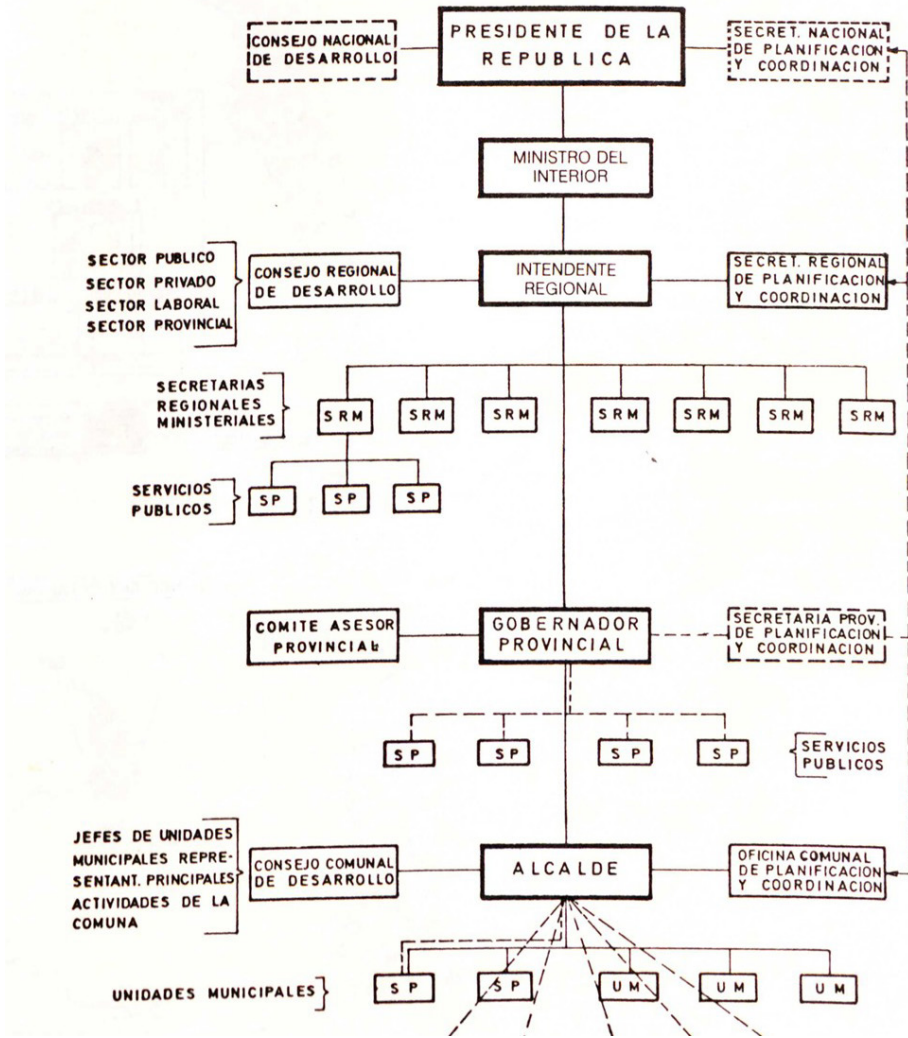 CONSEJO NACIONAL
DE DESARROLLO
PRESIDENTE DE LA
REPUBLICA
SECRET. NACIONAL
DE PLANIFICACION
Y COORDINACION
MINISTRO DEL
INTERIOR
SECTOR PUBLICO
SECTOR PRIVADO
SECTOR LABORAL
SECTOR PROVINCIAL
CONSEJO REGIONAL
DE DESARROLLO
INTENDENTE
REGIONAL
SECRET. REGIONAL
DE PLANIFICACION
Y COORDINACION
SECRETARIAS
REGIONALES
MINISTERIALES
SRM
SRM
SRM
SRM
SRM
SRM
SRM
SERVICIOS
PUBLICOS
SP
SP
SP
COMITE ASESOR
PROVINCIAL
GOBERNADOR
PROVINCIAL
SECRETARIA PROV.
DE PLANIFICACION
Y COORDINACION
SP
SP
SP
SP
SERVICIOS
PUBLICOS
JEFES DE UNIDADES
MUNICIPALES REPRE-
SENTANT. PRINCIPALES
ACTIVIDADES DE LA
COMUNA
CONSEJO COMUNAL
DE DESARROLLO
ALCALDE
OFICINA COMUNAL
DE PLANIFICACION
Y COORDINACION
UNIDADES MUNICIPALES
SP
SP
UM
UM
UM